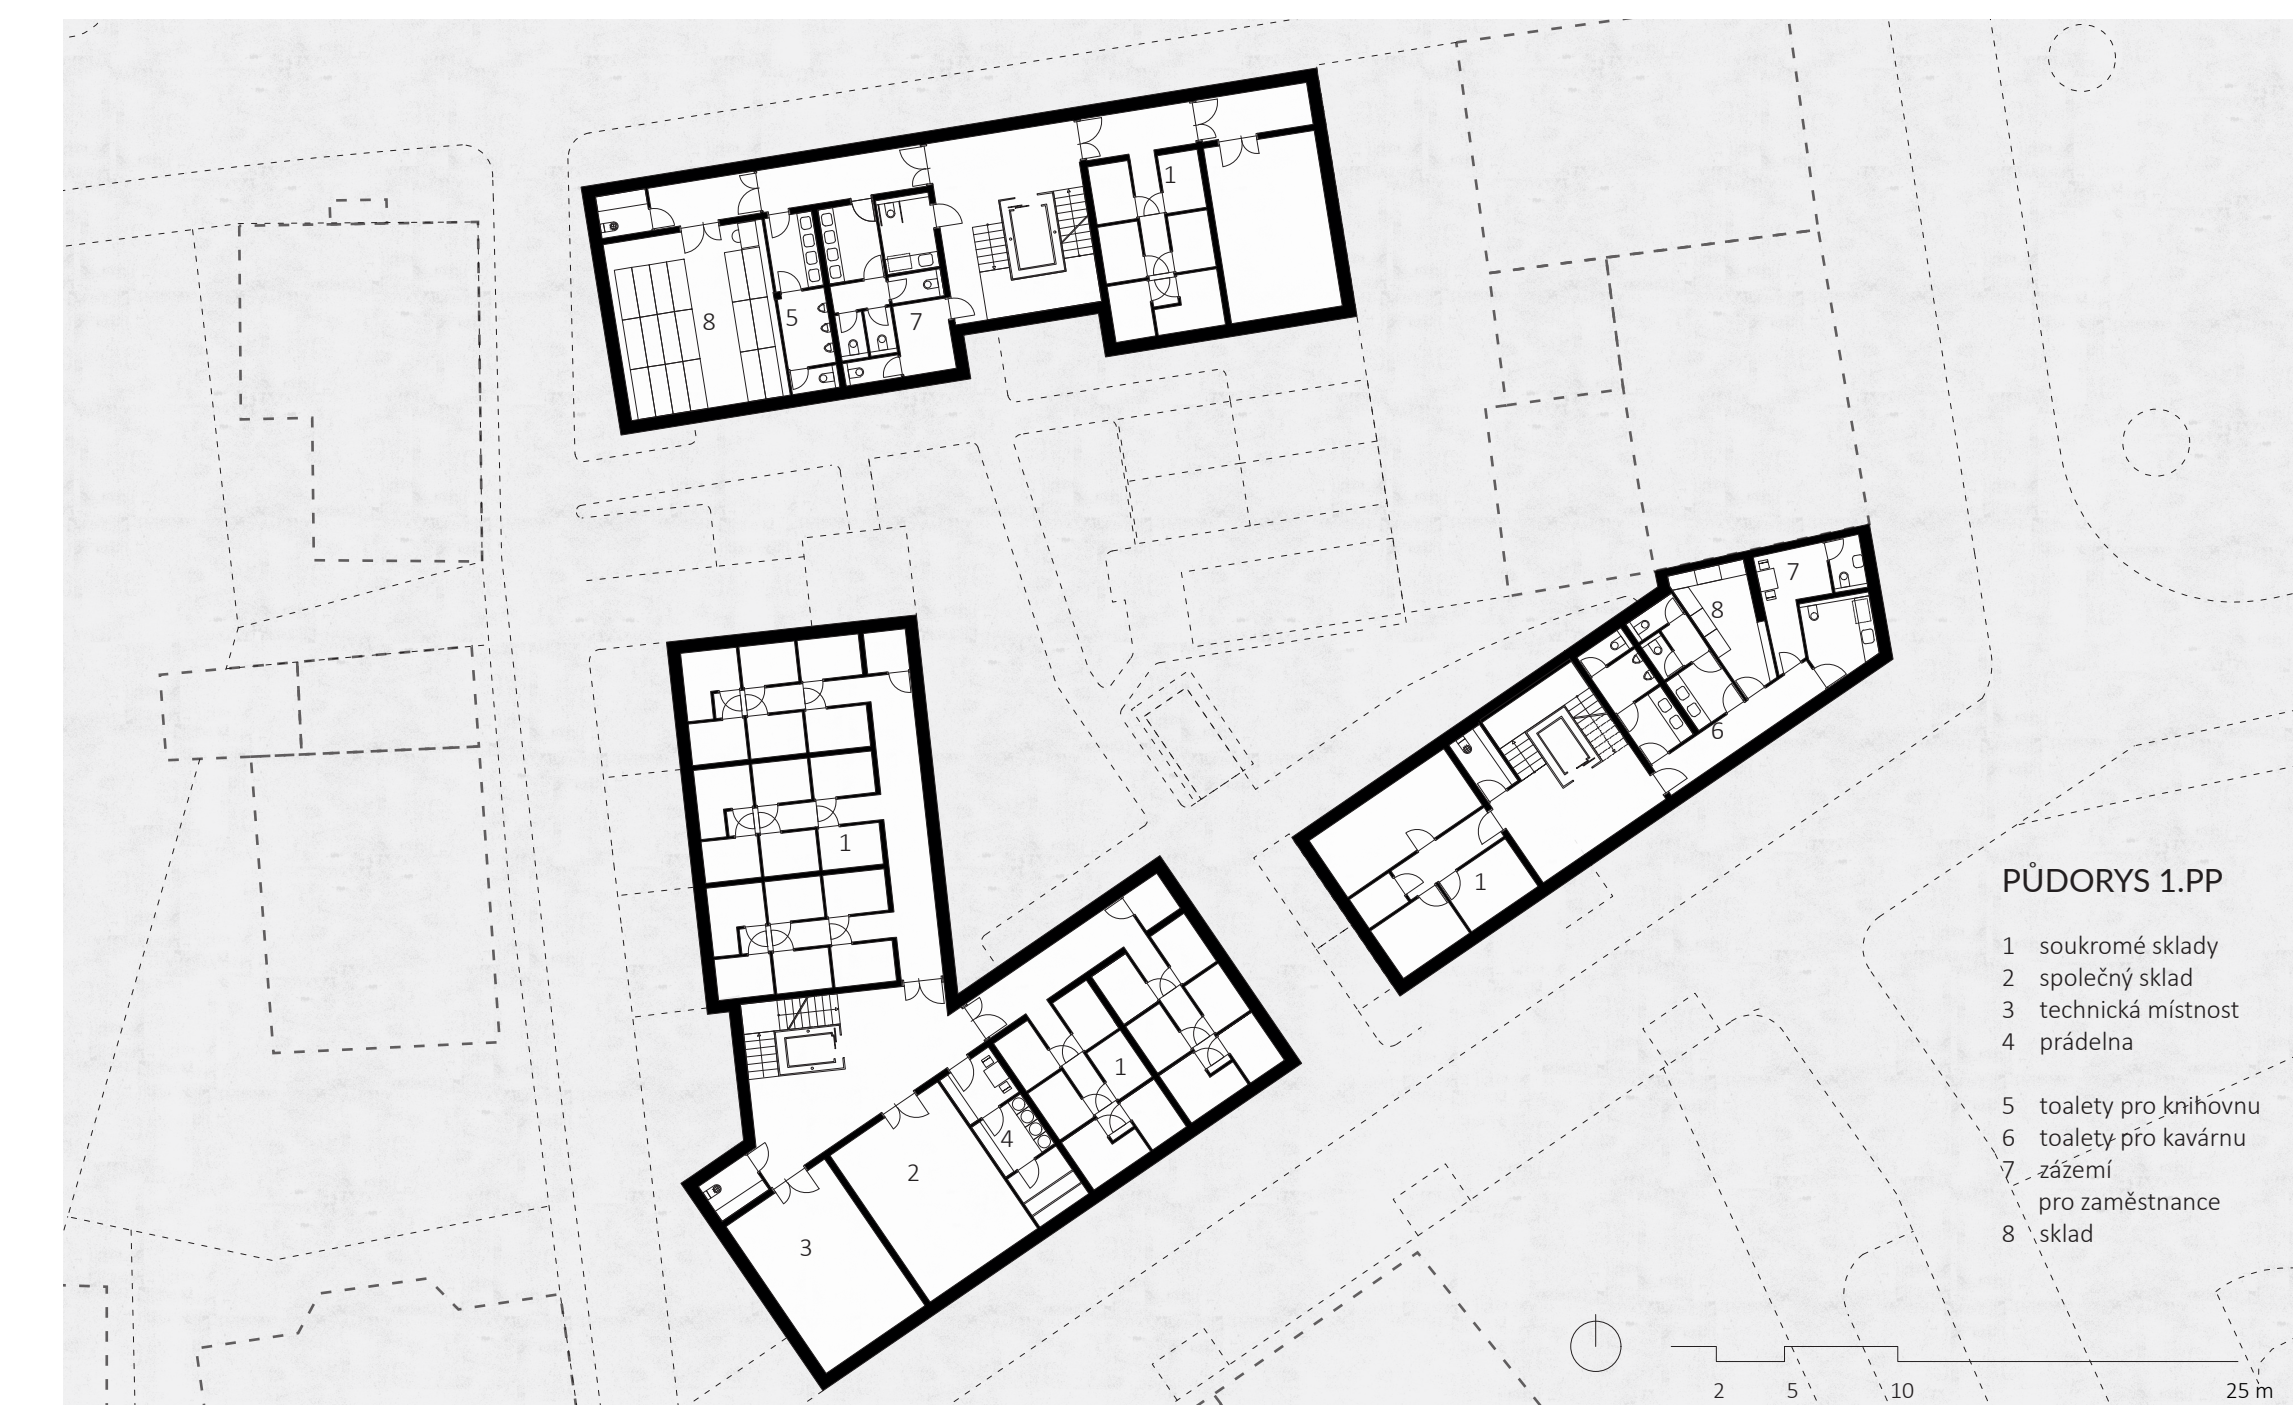 1
8
5
7
7
8
6
1
1
1
4
2
3
PŮDORYS 1.PP
1 soukromé sklady
2 společný sklad
3 technická místnost
4 prádelna
5 toalety pro knihovnu
6 toalety pro kavárnu
7 zázemí
pro zaměstnance
8 sklad
2 5 10 25 m